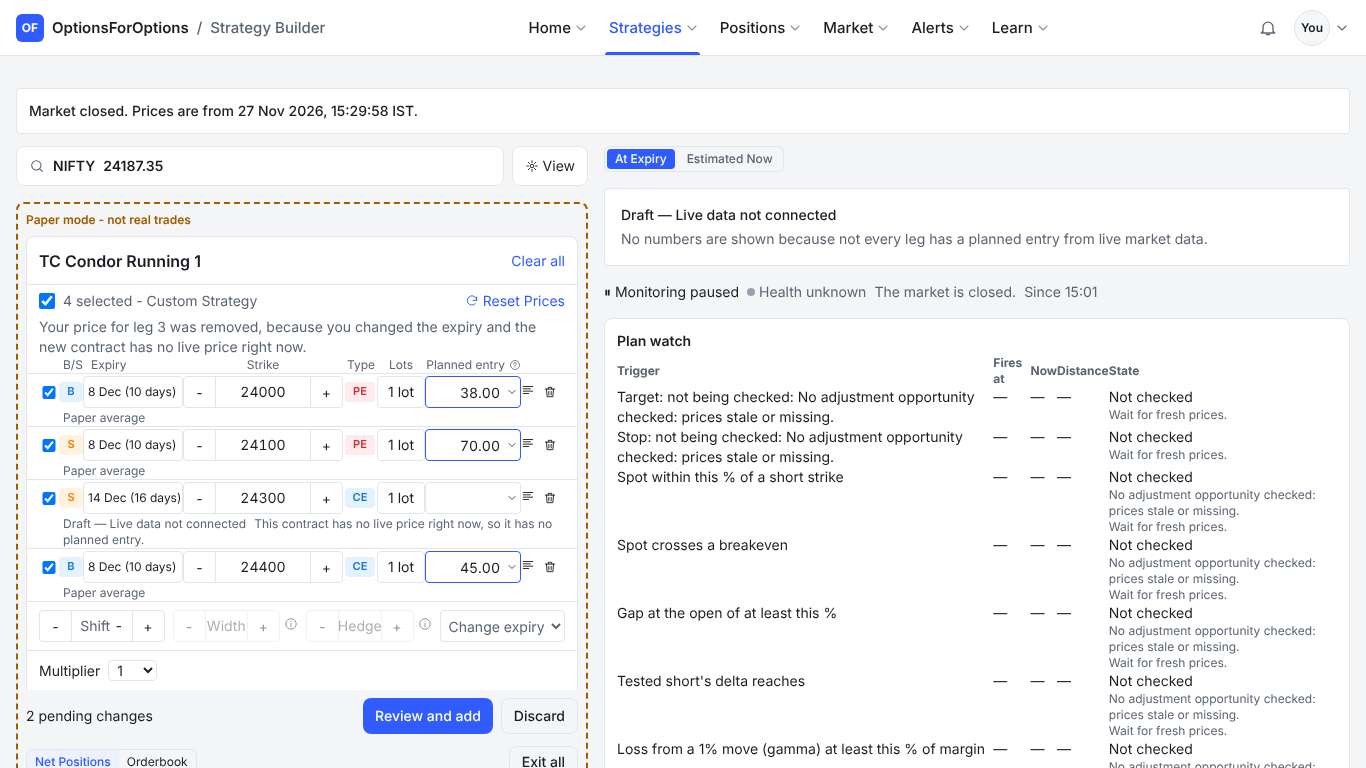 OF OptionsForOptions / Strategy Builder Home Strategies Positions Market Alerts Learn You
Market closed. Prices are from 27 Nov 2026, 15:29:58 IST.
NIFTY 24187.35 View
Paper mode - not real trades
TC Condor Running 1 Clear all
4 selected - Custom Strategy Reset Prices
Your price for leg 3 was removed, because you changed the expiry and the
new contract has no live price right now.
B/S Expiry Strike Type Lots Planned entry
B 8 Dec (10 days) - 24000 + PE 1 lot 38.00
Paper average
S 8 Dec (10 days) - 24100 + PE 1 lot 70.00
Paper average
S 14 Dec (16 days) - 24300 + CE 1 lot
Draft — Live data not connected This contract has no live price right now, so it has no
planned entry.
B 8 Dec (10 days) - 24400 + CE 1 lot 45.00
Paper average
- Shift - + - Width + - Hedge + Change expiry
Multiplier 1
2 pending changes Review and add Discard
Net Positions Orderbook Exit all
At Expiry Estimated Now
Draft — Live data not connected
No numbers are shown because not every leg has a planned entry from live market data.
Monitoring paused Health unknown The market is closed. Since 15:01
Plan watch
Trigger Fires at Now Distance State
Target: not being checked: No adjustment opportunity — — — Not checked
checked: prices stale or missing. Wait for fresh prices.
Stop: not being checked: No adjustment opportunity — — — Not checked
checked: prices stale or missing. Wait for fresh prices.
Spot within this % of a short strike — — — Not checked
No adjustment opportunity checked:
prices stale or missing.
Wait for fresh prices.
Spot crosses a breakeven — — — Not checked
No adjustment opportunity checked:
prices stale or missing.
Wait for fresh prices.
Gap at the open of at least this % — — — Not checked
No adjustment opportunity checked:
prices stale or missing.
Wait for fresh prices.
Tested short's delta reaches — — — Not checked
No adjustment opportunity checked:
prices stale or missing.
Wait for fresh prices.
Loss from a 1% move (gamma) at least this % of margin — — — Not checked
No adjustment opportunity checked: